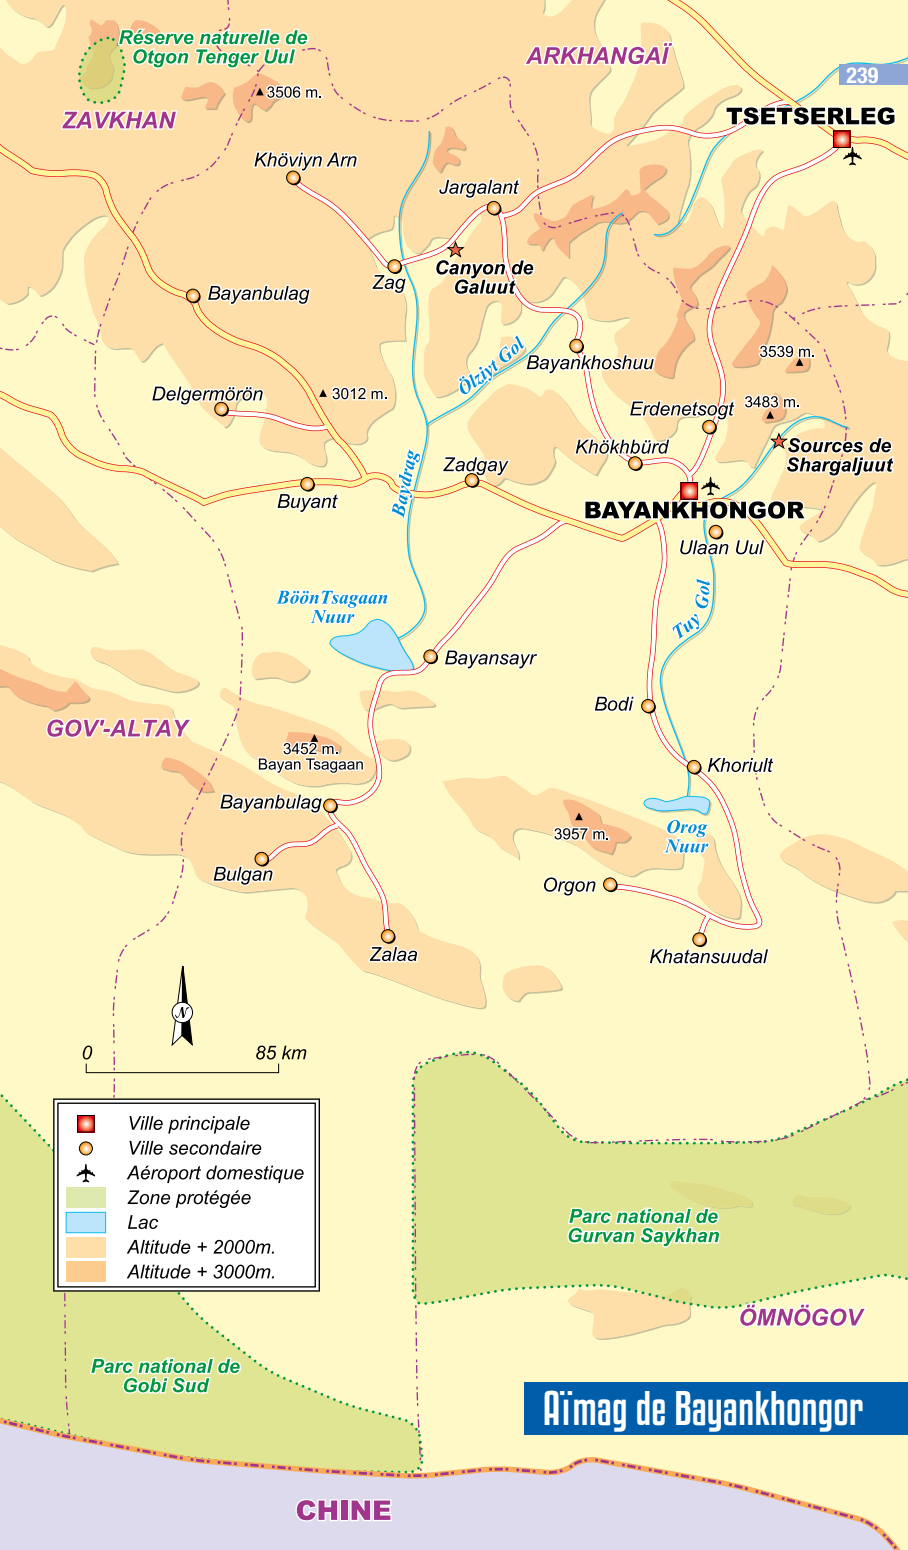 Réserve naturelle de
Otgon Tenger Uul
ARKHANGAÏ
239
3506 m.
ZAVKHAN
TSETSERLEG
Khöviyn Arn
Jargalant
Canyon de
Galuut
Zag
Bayanbulag
Ölziyt Gol
Bayankhoshuu
3539 m.
Delgermörön
3012 m.
Erdenetsogt
3483 m.
Khökhbürd
Sources de
Shargaljuut
Zadgay
Baydrag
Buyant
BAYANKHONGOR
Ulaan Uul
BöönTsagaan
Nuur
Tuy Gol
Bayansayr
Bodi
GOV'-ALTAY
3452 m.
Bayan Tsagaan
Khoriult
Bayanbulag
3957 m.
Orog
Nuur
Bulgan
Orgon
Zalaa
Khatansuudal
N
0 85 km
Ville principale
Ville secondaire
Aéroport domestique
Zone protégée
Lac
Altitude + 2000m.
Altitude + 3000m.
Parc national de
Gurvan Saykhan
ÖMNÖGOV
Parc national de
Gobi Sud
Aïmag de Bayankhongor
CHINE